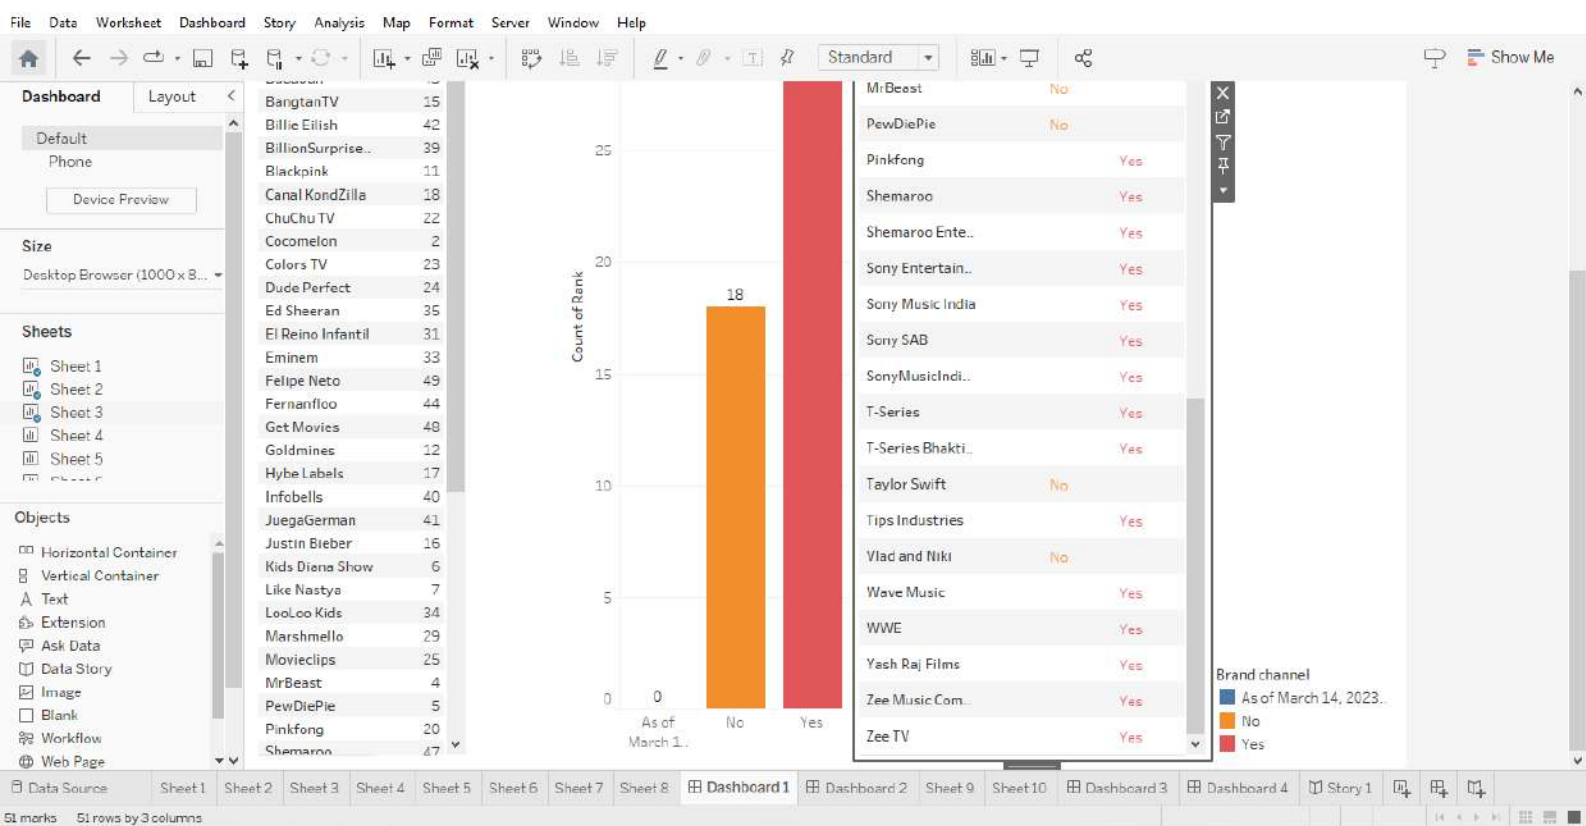 File Data Worksheet Dashboard Story Analysis Map Format Server Window Help
Standard
Show Me
Dashboard Layout
Default
Phone
Device Preview
Size
Desktop Browser (1000 x 8...
Sheets
Sheet 1
Sheet 2
Sheet 3
Sheet 4
Sheet 5
Objects
Horizontal Container
Vertical Container
Text
Extension
Ask Data
Data Story
Image
Blank
Workflow
Web Page
BangtanTV 15
Billie Eilish 42
BillionSurprise.. 39
Blackpink 11
Canal KondZilla 18
ChuChu TV 22
Cocomelon 2
Colors TV 23
Dude Perfect 24
Ed Sheeran 35
El Reino Infantil 31
Eminem 33
Felipe Neto 49
Fernanfloo 44
Get Movies 48
Goldmines 12
Hybe Labels 17
Infobells 40
JuegaGerman 41
Justin Bieber 16
Kids Diana Show 6
Like Nastya 7
LooLoo Kids 34
Marshmello 29
Movieclips 25
MrBeast 4
PewDiePie 5
Pinkfong 20
Shemaroo 47
Count of Rank
25
20
15
10
5
0
0
18
As of March 1..
No
Yes
MrBeast No
PewDiePie No
Pinkfong Yes
Shemaroo Yes
Shemaroo Ente.. Yes
Sony Entertain.. Yes
Sony Music India Yes
Sony SAB Yes
SonyMusicIndi.. Yes
T-Series Yes
T-Series Bhakti.. Yes
Taylor Swift No
Tips Industries Yes
Vlad and Niki No
Wave Music Yes
WWE Yes
Yash Raj Films Yes
Zee Music Com.. Yes
Zee TV Yes
Brand channel
As of March 14, 2023..
No
Yes
Data Source Sheet 1 Sheet 2 Sheet 3 Sheet 4 Sheet 5 Sheet 6 Sheet 7 Sheet 8 Dashboard 1 Dashboard 2 Sheet 9 Sheet 10 Dashboard 3 Dashboard 4 Story 1
51 marks 51 rows by 3 columns